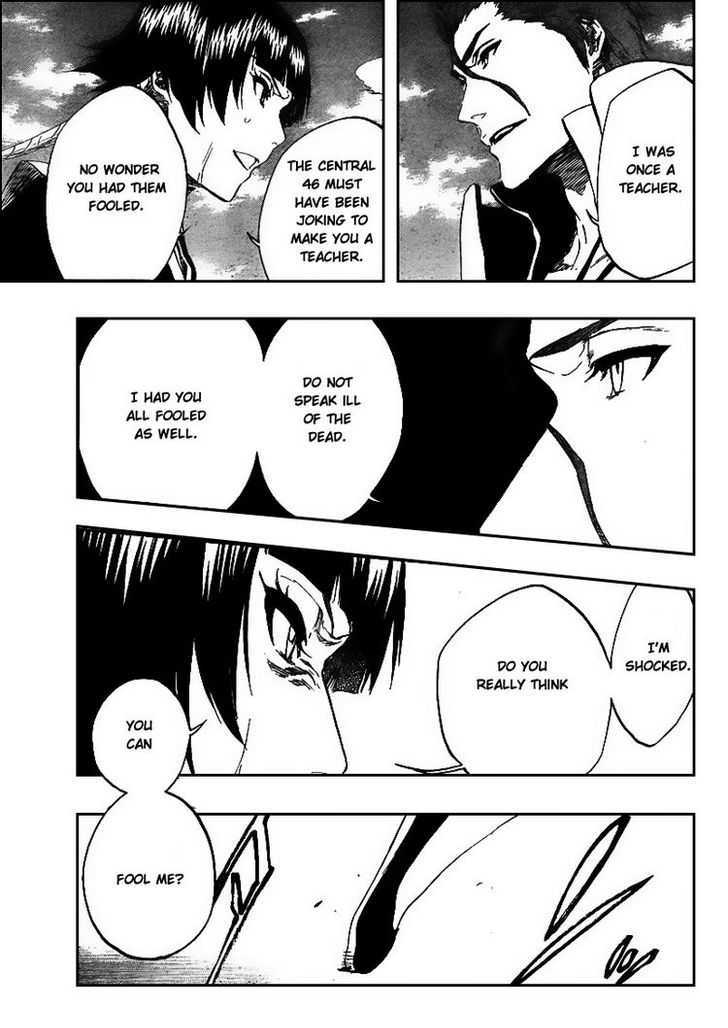 I WAS
ONCE A
TEACHER.
THE CENTRAL
46 MUST
HAVE BEEN
JOKING TO
MAKE YOU A
TEACHER.
NO WONDER
YOU HAD THEM
FOOLED.
DO NOT
SPEAK ILL
OF THE
DEAD.
I HAD YOU
ALL FOOLED
AS WELL.
I'M
SHOCKED.
DO YOU
REALLY THINK
YOU
CAN
FOOL ME?